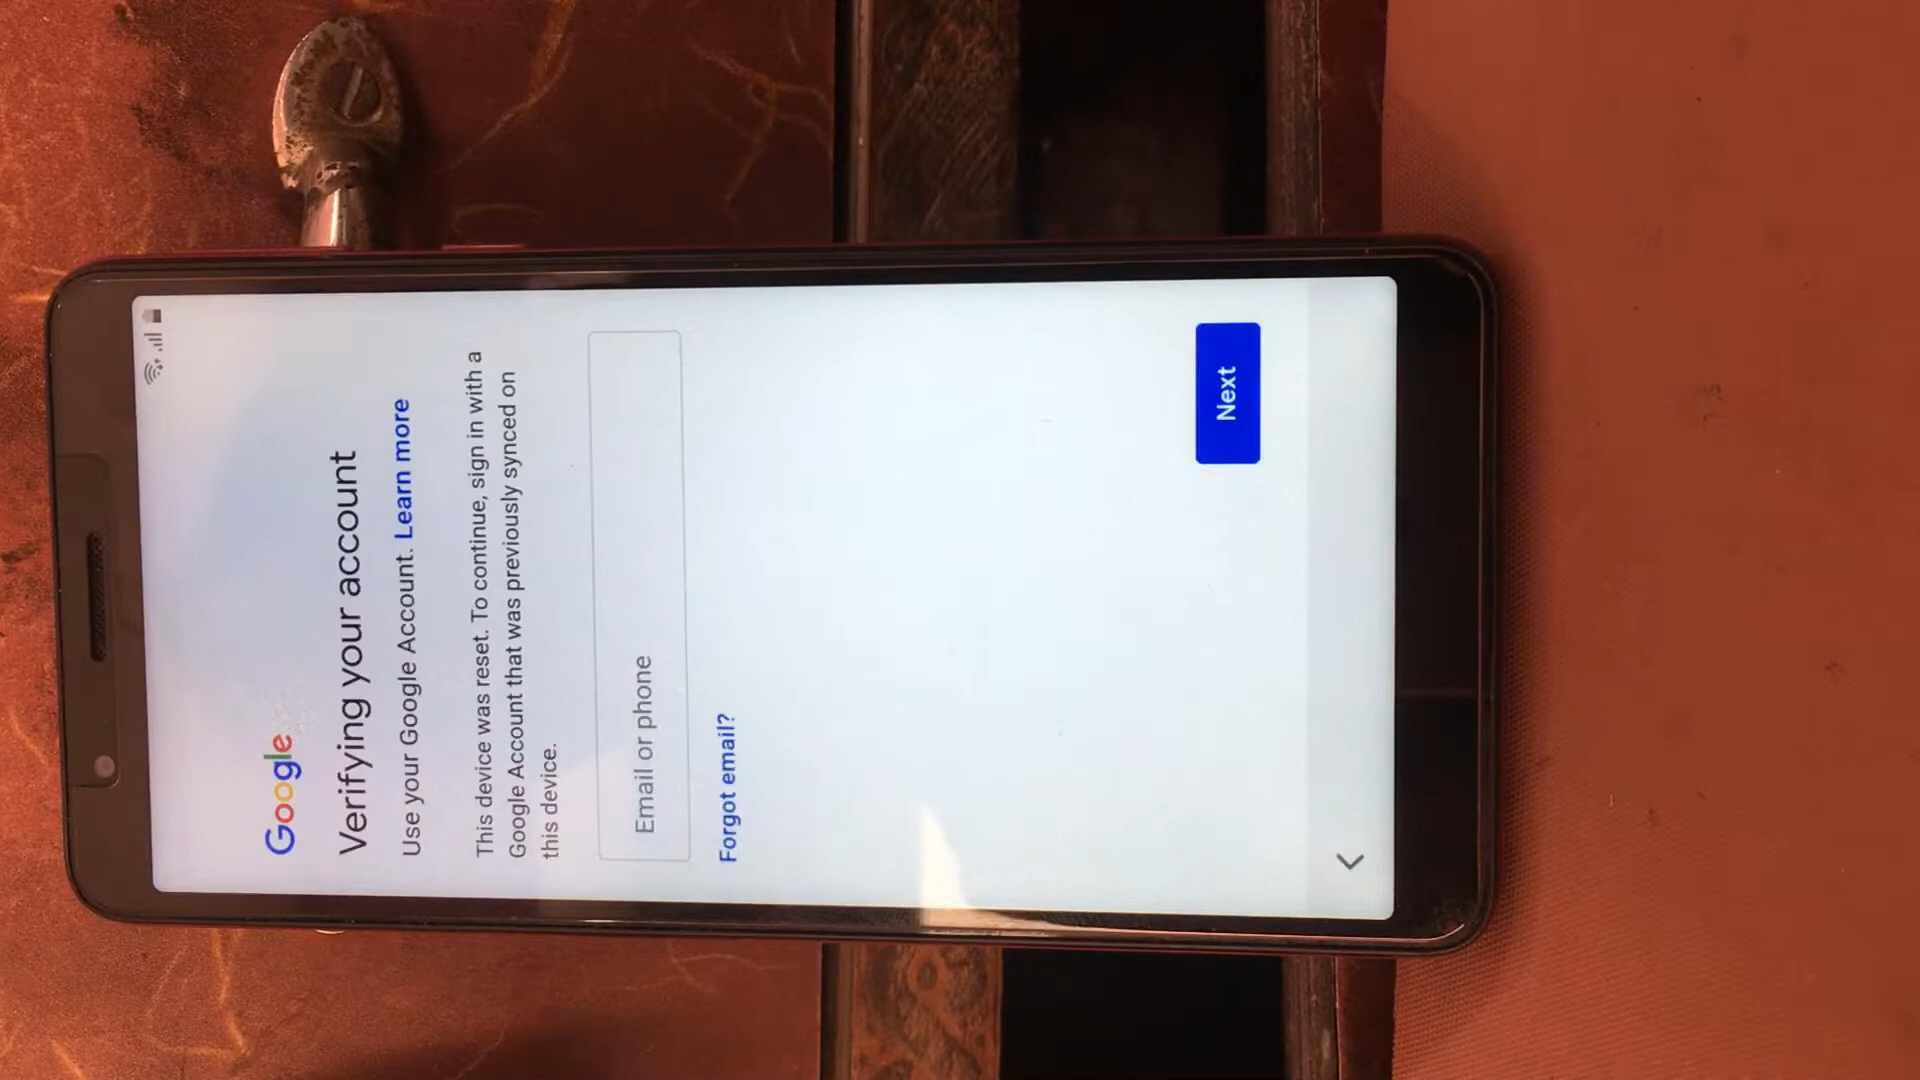 Google
Verifying your account
Use your Google Account. Learn more
This device was reset. To continue, sign in with a
Google Account that was previously synced on
this device.
Email or phone
Forgot email?
Next